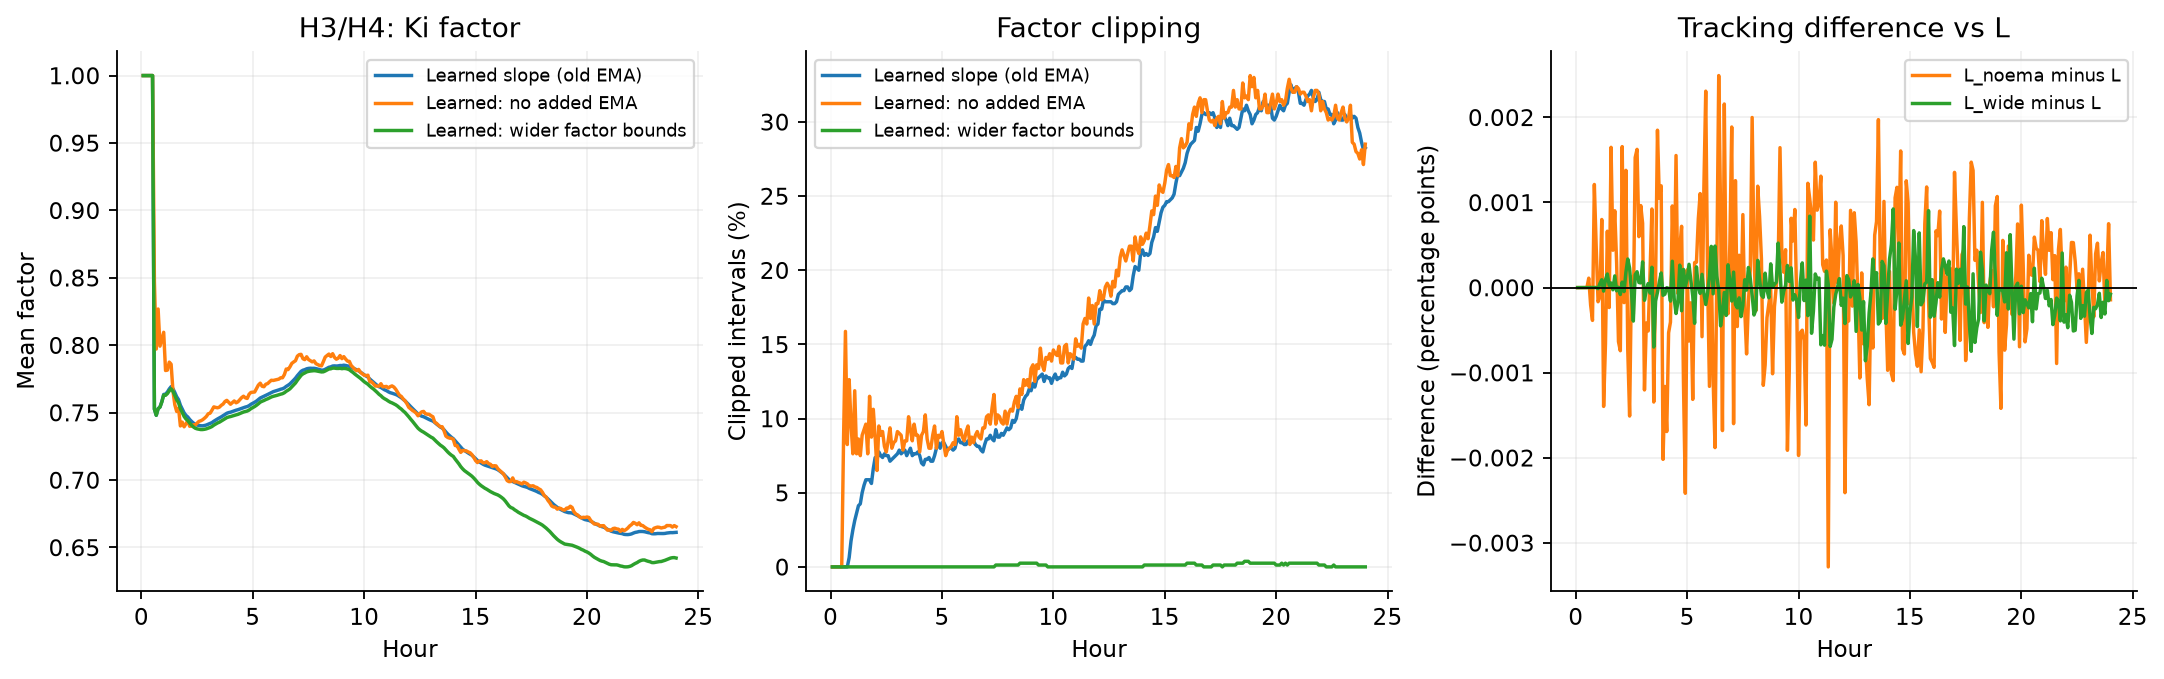 H3/H4: Ki factor
Mean factor
1.00
0.95
0.90
0.85
0.80
0.75
0.70
0.65
Learned slope (old EMA)
Learned: no added EMA
Learned: wider factor bounds
0 5 10 15 20 25
Hour
Factor clipping
Clipped intervals (%)
30
25
20
15
10
5
0
Learned slope (old EMA)
Learned: no added EMA
Learned: wider factor bounds
0 5 10 15 20 25
Hour
Tracking difference vs L
Difference (percentage points)
0.002
0.001
0.000
−0.001
−0.002
−0.003
L_noema minus L
L_wide minus L
0 5 10 15 20 25
Hour